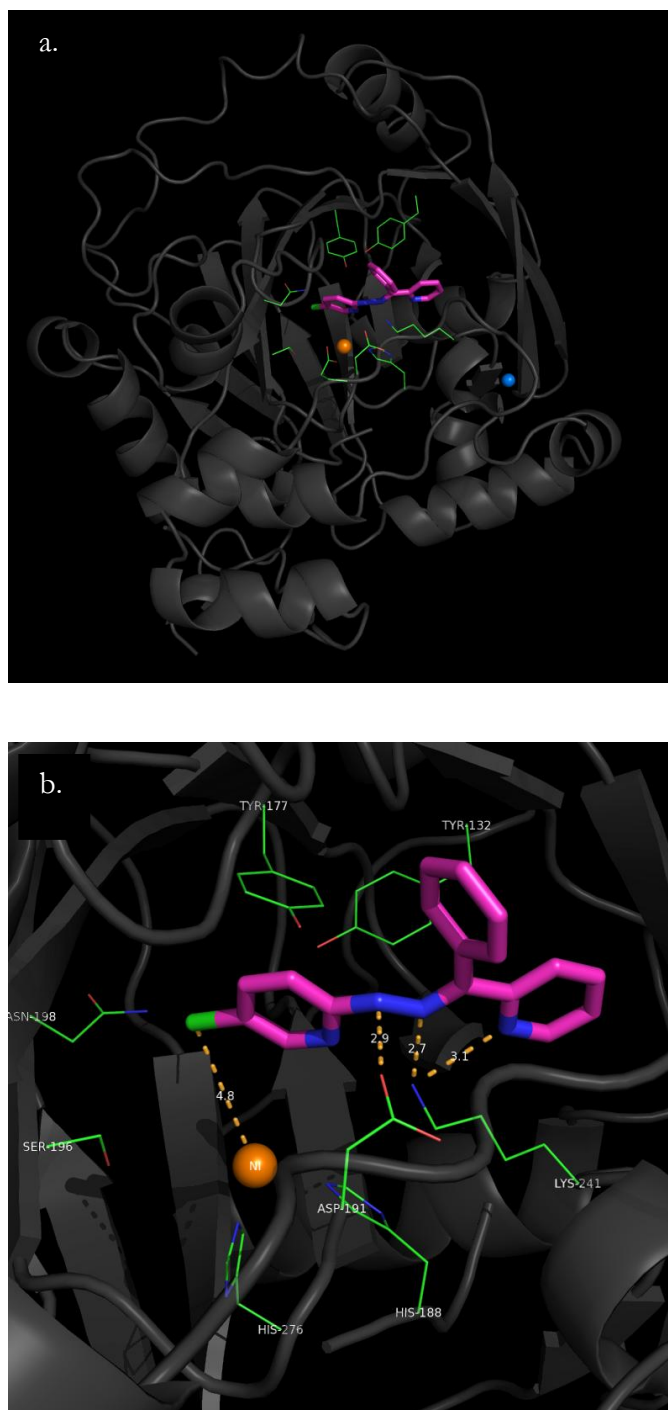 a.
b.
TYR-177
TYR-132
ASN-198
2.9
2.7
3.1
4.8
SER-196
NI
LYS-241
ASP-191
HIS-188
HIS-276